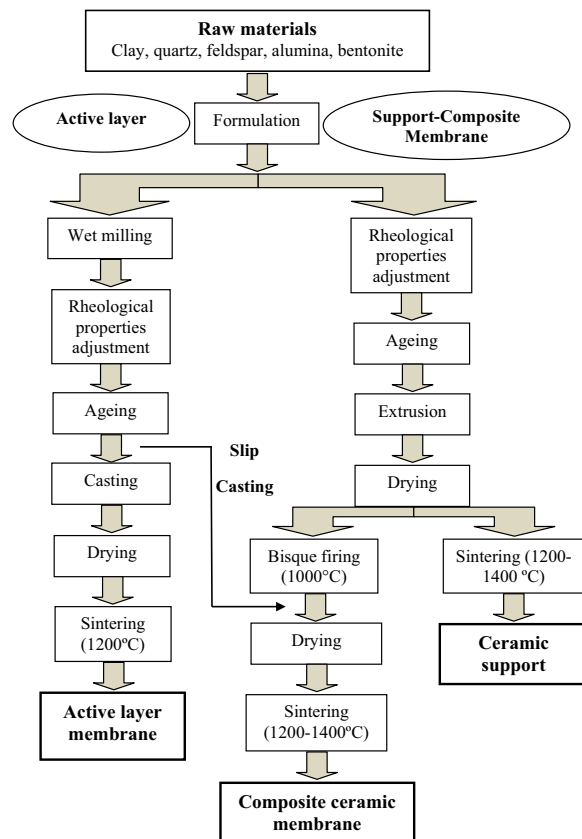 Raw materials
Clay, quartz, feldspar, alumina, bentonite
Active layer
Formulation
Support-Composite
Membrane
Wet milling
Rheological
properties
adjustment
Ageing
Casting
Drying
Sintering
(1200ºC)
Active layer
membrane
Slip
Casting
Rheological
properties
adjustment
Ageing
Extrusion
Drying
Bisque firing
(1000°C)
Drying
Sintering
(1200-1400ºC)
Composite ceramic
membrane
Sintering (1200-
1400 ºC)
Ceramic
support